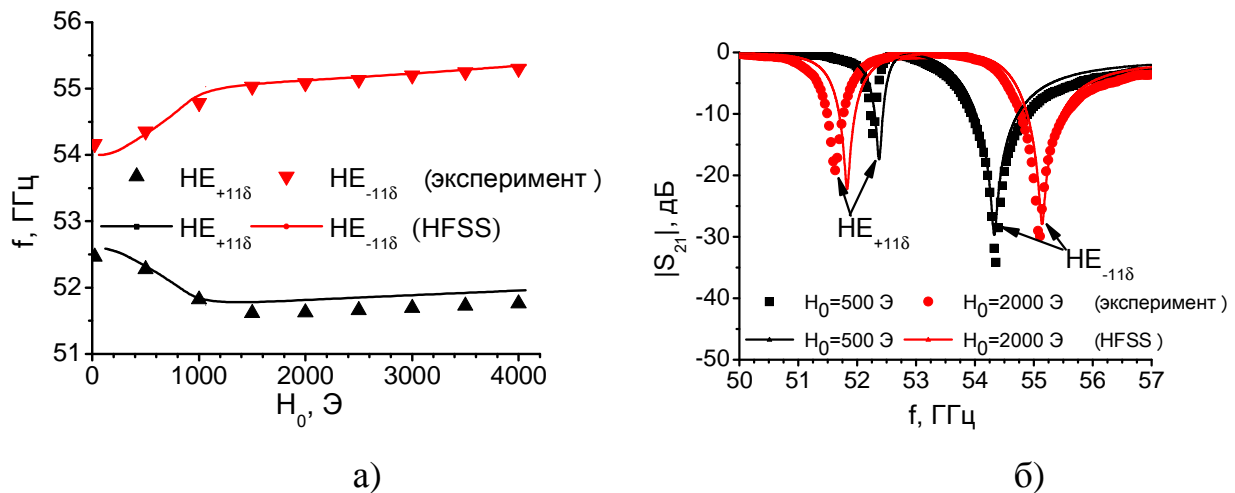 а)
56
55
54
53
52
51
f, ГГц
HE+11δ HE-11δ (эксперимент )
HE+11δ HE-11δ (HFSS)
0 1000 2000 3000 4000
H0, Э
б)
0
-10
-20
-30
-40
-50
|S21|, дБ
HE+11δ
HE-11δ
H0=500 Э H0=2000 Э (эксперимент)
H0=500 Э H0=2000 Э (HFSS )
50 51 52 53 54 55 56 57
f, ГГц